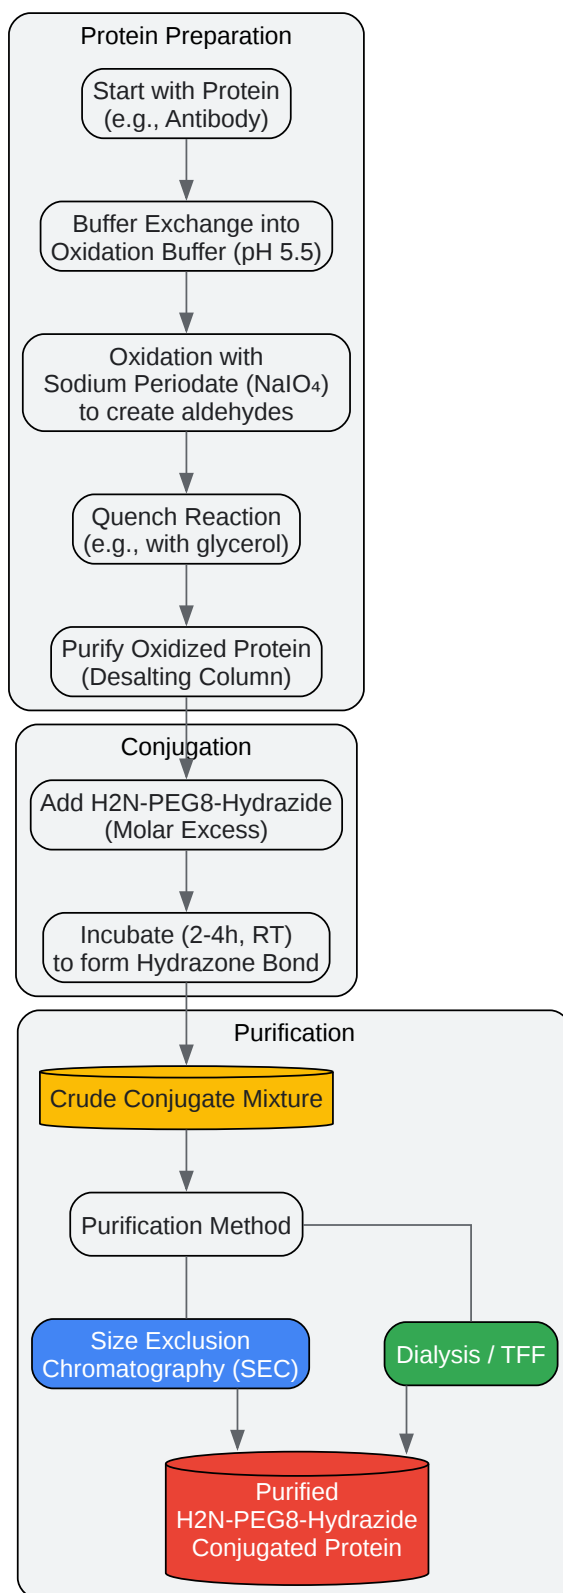 Protein Preparation
Start with Protein
(e.g., Antibody)
Buffer Exchange into
Oxidation Buffer (pH 5.5)
Oxidation with
Sodium Periodate (NaIO₄)
to create aldehydes
Quench Reaction
(e.g., with glycerol)
Purify Oxidized Protein
(Desalting Column)
Conjugation
Add H2N-PEG8-Hydrazide
(Molar Excess)
Incubate (2-4h, RT)
to form Hydrazone Bond
Purification
Crude Conjugate Mixture
Purification Method
Size Exclusion
Chromatography (SEC)
Dialysis / TFF
Purified
H2N-PEG8-Hydrazide
Conjugated Protein